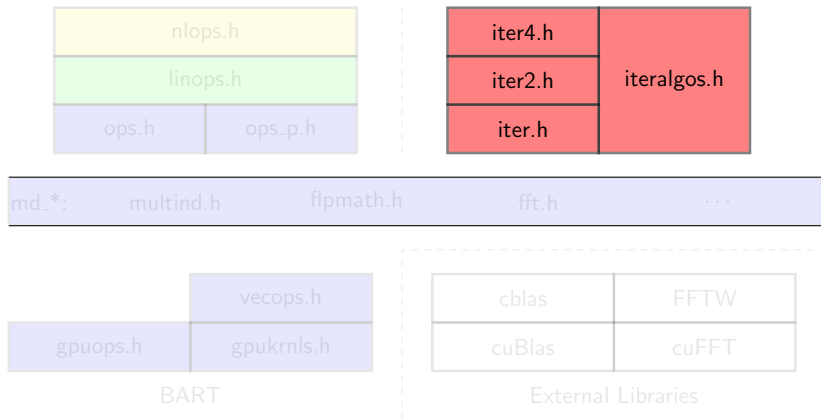 nlops.h iter4.h
linops.h iter2.h iteralgos.h
ops.h ops_p.h iter.h
md_*: multind.h flpmath.h fft.h ...
vecops.h cblas FFTW
gpuops.h gpukrnls.h cuBlas cuFFT
BART External Libraries